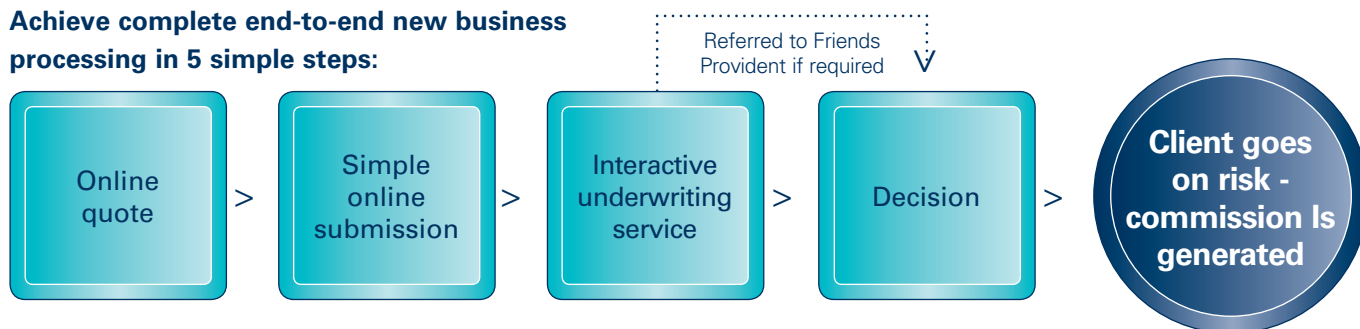 Achieve complete end-to-end new business
processing in 5 simple steps:
Referred to Friends
Provident if required
Online
quote
>
Simple
online
submission
>
Interactive
underwriting
service
>
Decision
>
Client goes
on risk -
commission Is
generated